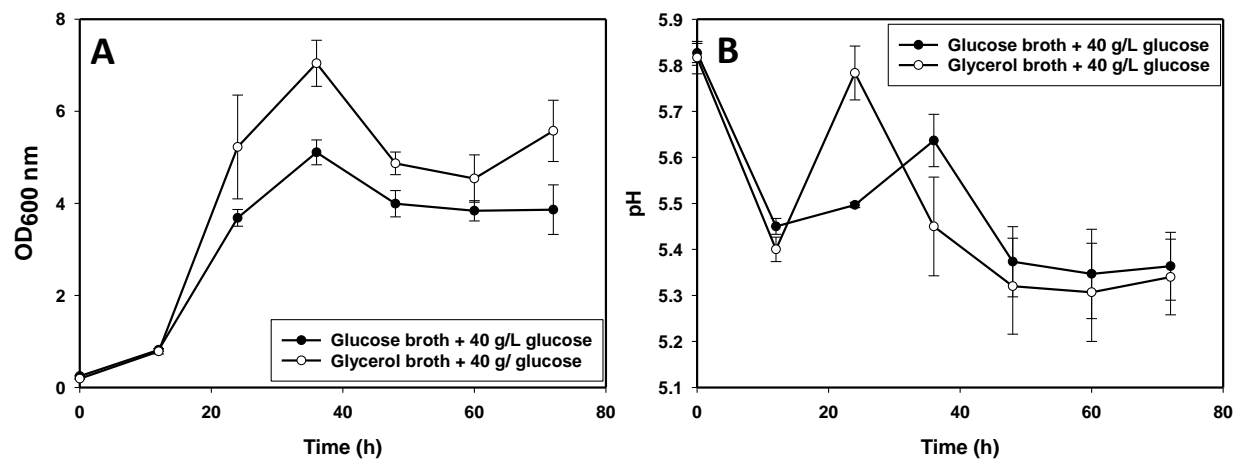 A
8
6
4
2
0
OD600 nm
0 20 40 60 80
Time (h)
Glucose broth + 40 g/L glucose
Glycerol broth + 40 g/ glucose
B
5.9
5.8
5.7
5.6
5.5
5.4
5.3
5.2
5.1
pH
0 20 40 60 80
Time (h)
Glucose broth + 40 g/L glucose
Glycerol broth + 40 g/L glucose